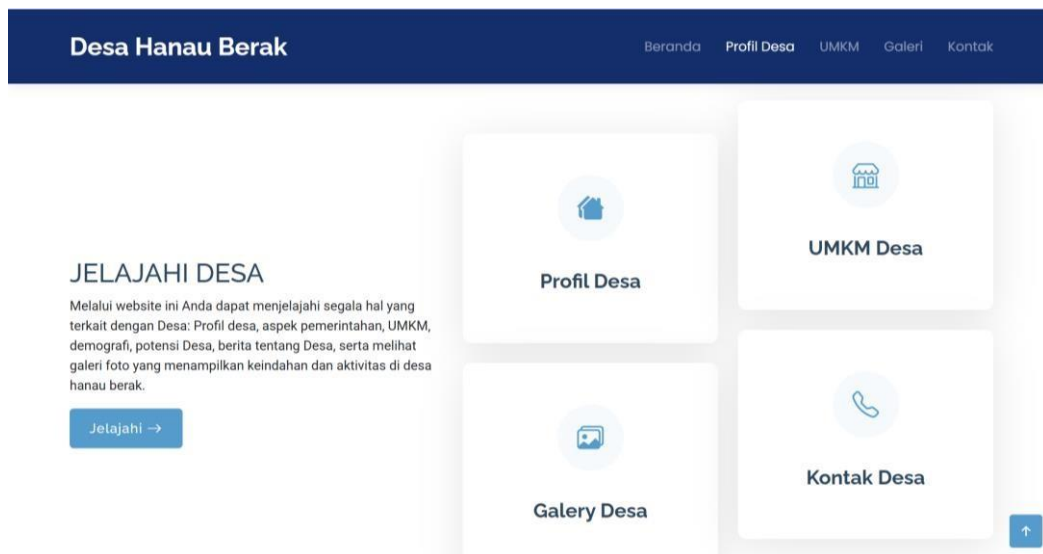 Desa Hanau Berak
Beranda Profil Desa UMKM Galeri Kontak
JELAJAHI DESA
Melalui website ini Anda dapat menjelajahi segala hal yang
terkait dengan Desa: Profil desa, aspek pemerintahan, UMKM,
demografi, potensi Desa, berita tentang Desa, serta melihat
galeri foto yang menampilkan keindahan dan aktivitas di desa
hanau berak.
Jelajahi →
Profil Desa
UMKM Desa
Galery Desa
Kontak Desa